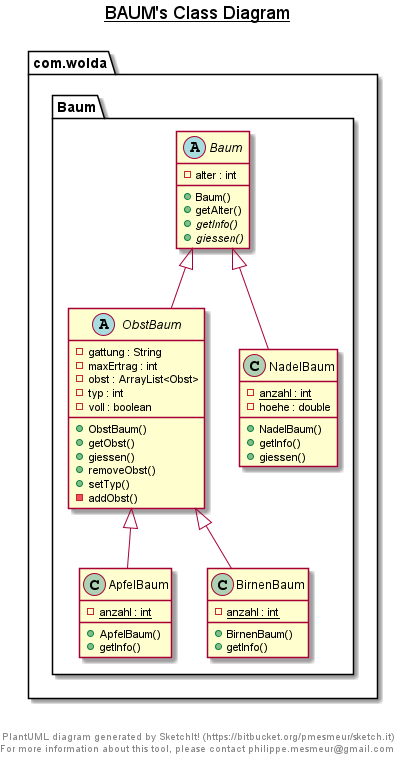 BAUM's Class Diagram
com.wolda
Baum
A Baum
alter : int
Baum()
getAlter()
getInfo()
giessen()
A ObstBaum
gattung : String
maxErtrag : int
obst : ArrayList<Obst>
typ : int
voll : boolean
ObstBaum()
getObst()
giessen()
removeObst()
setTyp()
addObst()
C NadelBaum
anzahl : int
hoehe : double
NadelBaum()
getInfo()
giessen()
C ApfelBaum
anzahl : int
ApfelBaum()
getInfo()
C BirnenBaum
anzahl : int
BirnenBaum()
getInfo()
PlantUML diagram generated by SketchIt! (https://bitbucket.org/pmesmeur/sketch.it)
For more information about this tool, please contact philippe.mesmeur@gmail.com